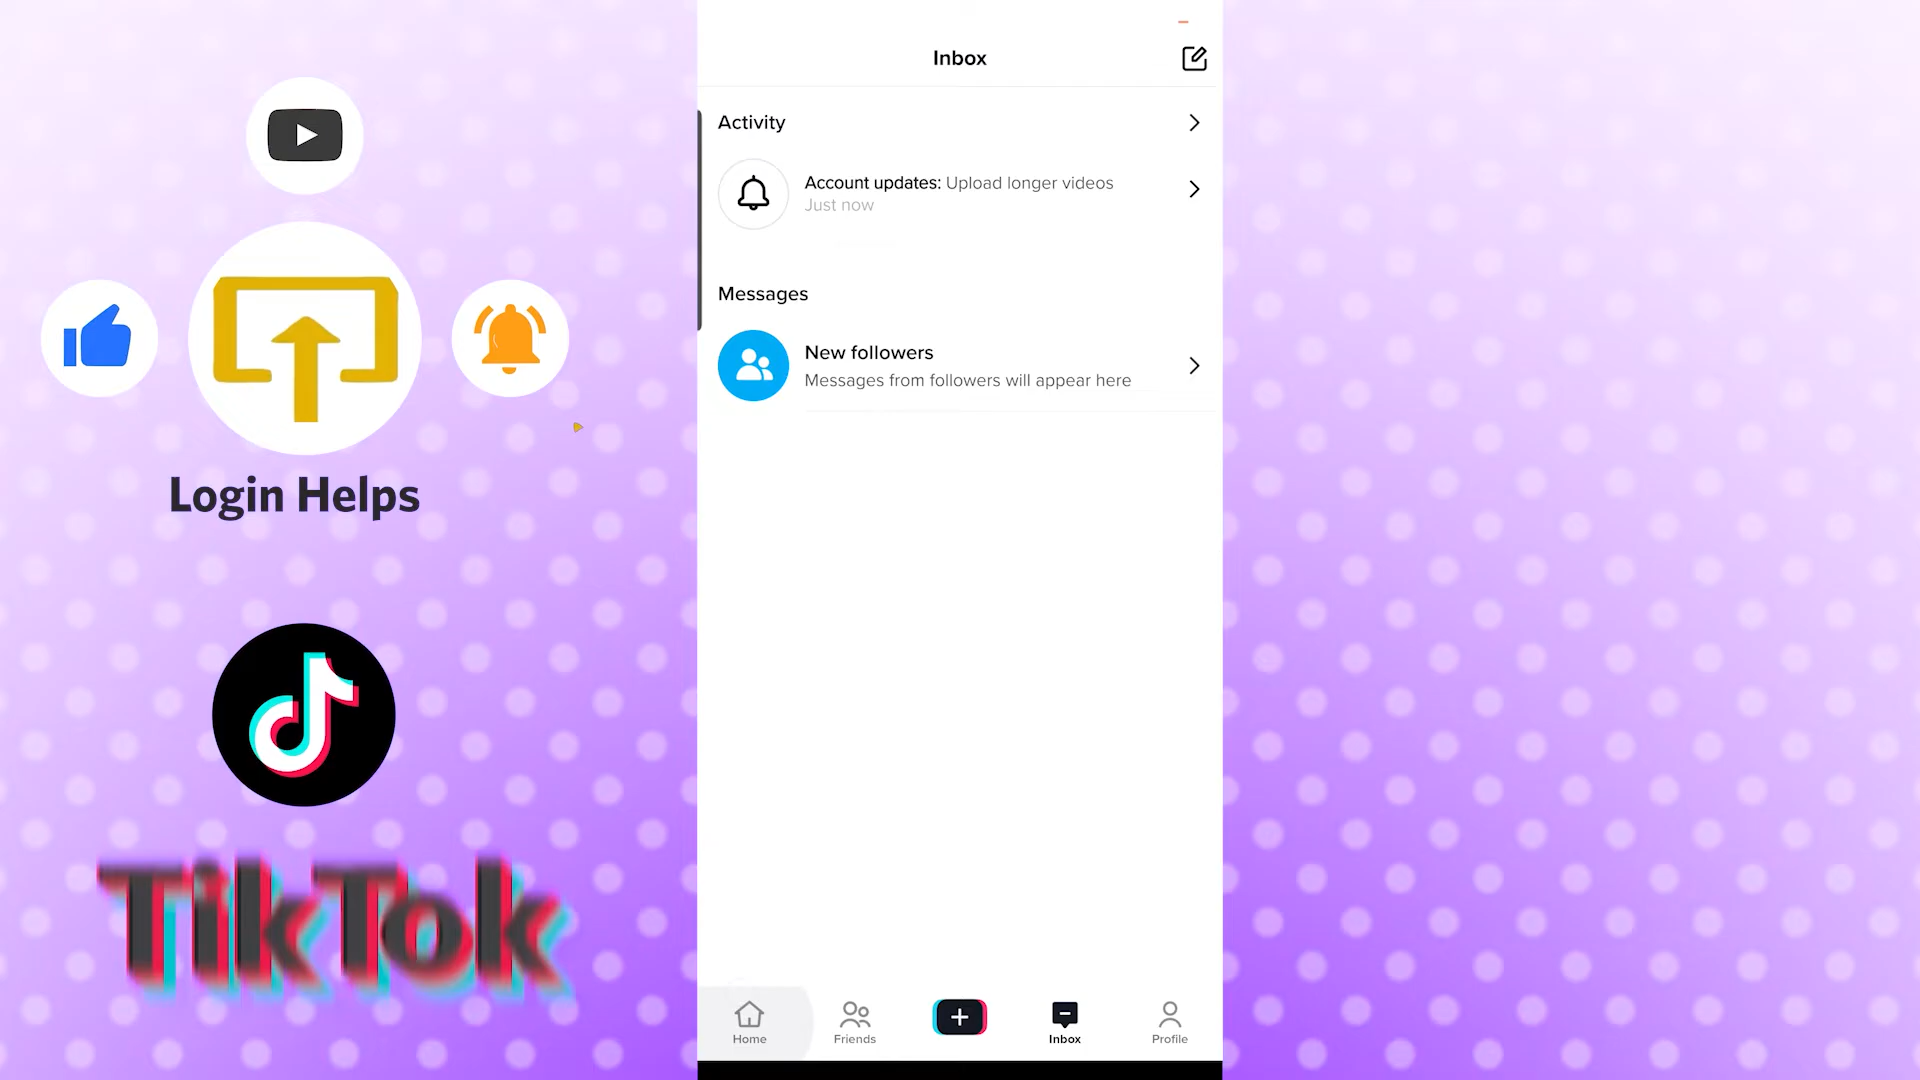 Inbox
Activity
Account updates: Upload longer videos
Just now
Messages
New followers
Messages from followers will appear here
Home
Friends
Inbox
Profile
Login Helps
TikTok